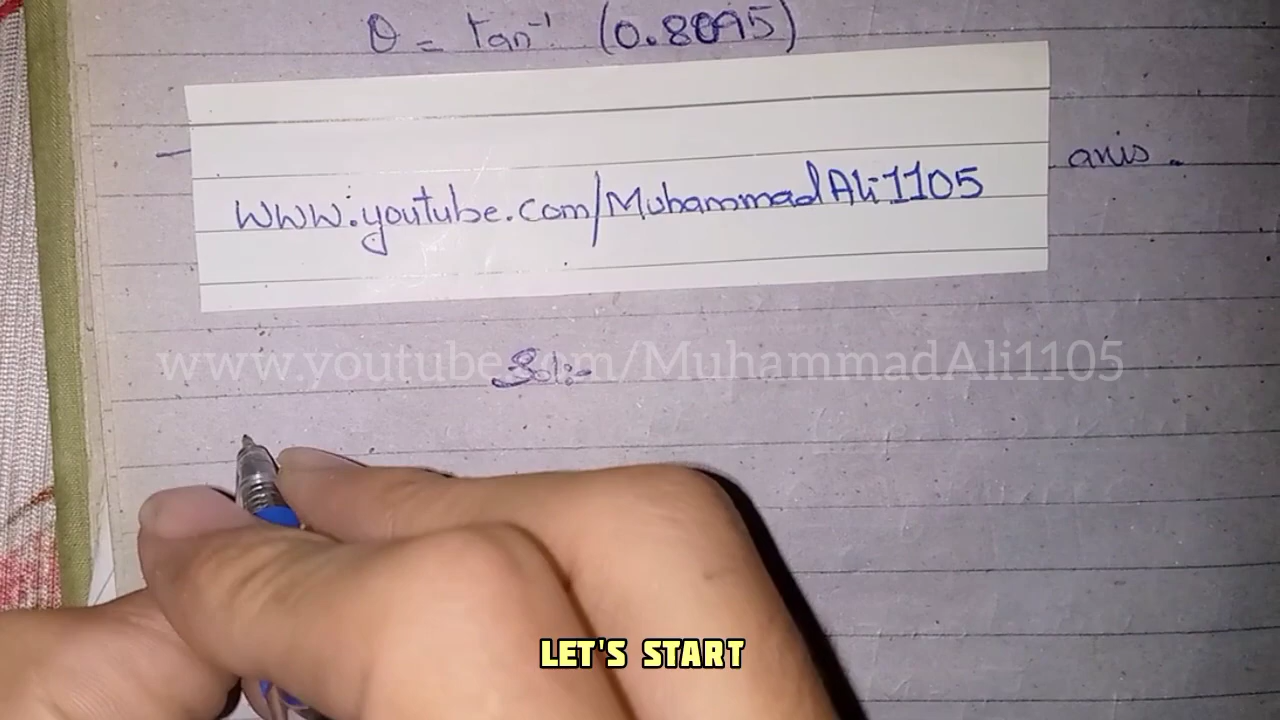 θ = tan⁻¹ (0.8095)
axis.
www.youtube.com/MuhammadAli1105
www.youtube.com/MuhammadAli1105
Sol:-
LET'S START